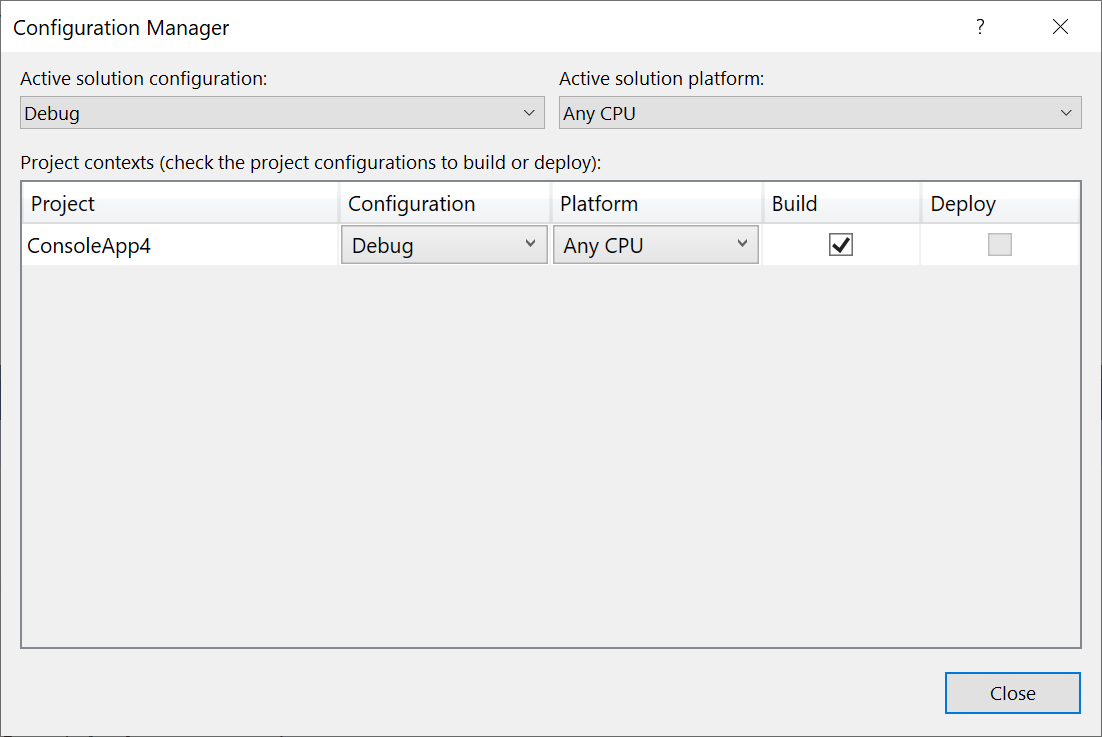 Configuration Manager ?
Active solution configuration: Active solution platform:
Debug Any CPU
Project contexts (check the project configurations to build or deploy):
Project Configuration Platform Build Deploy
ConsoleApp4 Debug Any CPU
Close